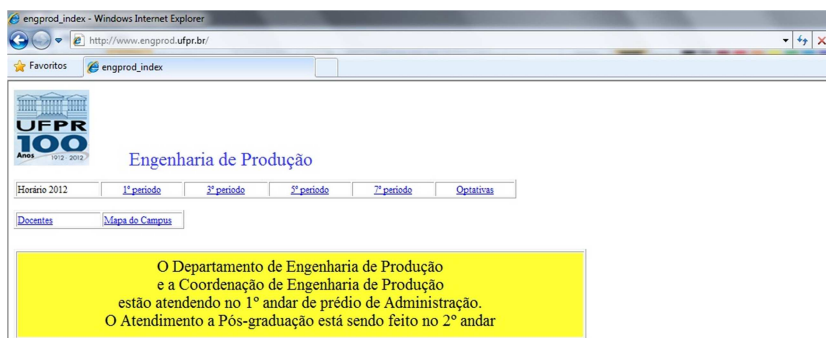 engprod_index - Windows Internet Explorer
http://www.engprod.ufpr.br/
Favoritos engprod_index
UFPR
100
Anos 1912 - 2012
Engenharia de Produção
Horário 2012 1º periodo 3º periodo 5º periodo 7º periodo Optativas
Docentes Mapa do Campus
O Departamento de Engenharia de Produção
e a Coordenação de Engenharia de Produção
estão atendendo no 1º andar de prédio de Administração.
O Atendimento a Pós-graduação está sendo feito no 2º andar